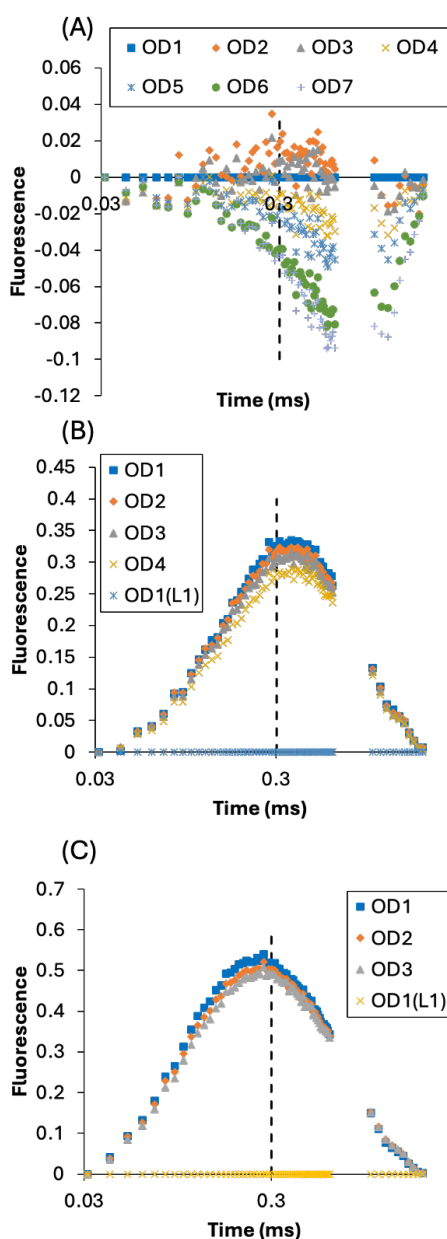 (A)
OD1 OD2 OD3 OD4
OD5 OD6 OD7
0.06
0.04
0.02
0
-0.02
-0.04
-0.06
-0.08
-0.1
-0.12
0.03 0.3
Fluorescence
Time (ms)
(B)
OD1
OD2
OD3
OD4
OD1(L1)
0.45
0.4
0.35
0.3
0.25
0.2
0.15
0.1
0.05
0
0.03 0.3
Fluorescence
Time (ms)
(C)
OD1
OD2
OD3
OD1(L1)
0.7
0.6
0.5
0.4
0.3
0.2
0.1
0
0.03 0.3
Fluorescence
Time (ms)